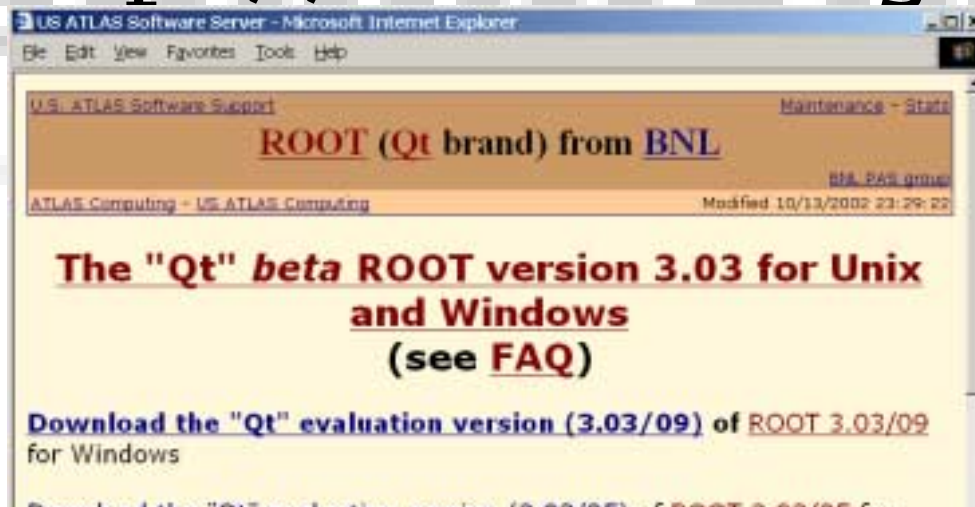 US ATLAS Software Server - Microsoft Internet Explorer
File Edit View Favorites Tools Help
U.S. ATLAS Software Support Maintenance - Stats
ROOT (Qt brand) from BNL
BNL PAS group
ATLAS Computing - US ATLAS Computing Modified 10/13/2002 23:29:22
The "Qt" beta ROOT version 3.03 for Unix
and Windows
(see FAQ)
Download the "Qt" evaluation version (3.03/09) of ROOT 3.03/09
for Windows